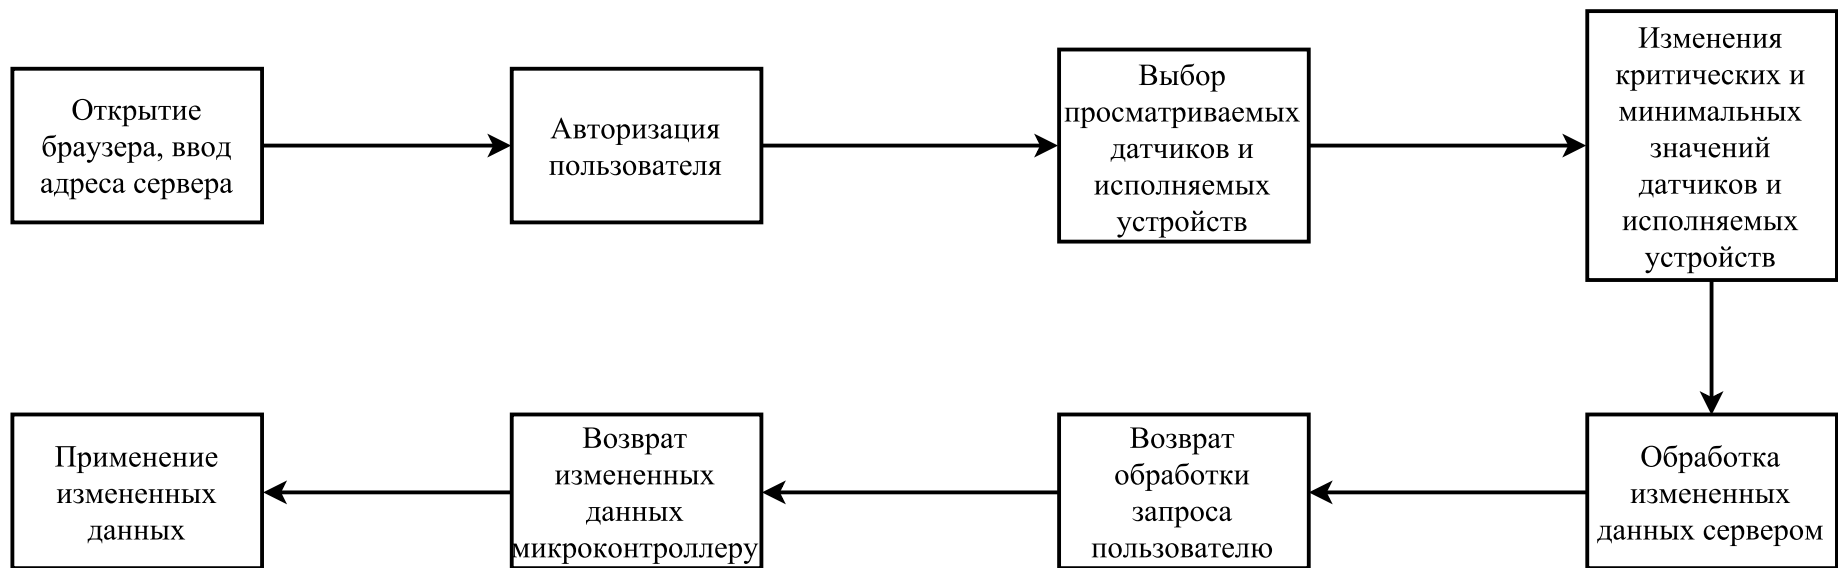 Открытие
браузера, ввод
адреса сервера
Авторизация
пользователя
Выбор
просматриваемых
датчиков и
исполняемых
устройств
Изменения
критических и
минимальных
значений
датчиков и
исполняемых
устройств
Обработка
измененных
данных сервером
Возврат
обработки
запроса
пользователю
Возврат
измененных
данных
микроконтроллеру
Применение
измененных
данных